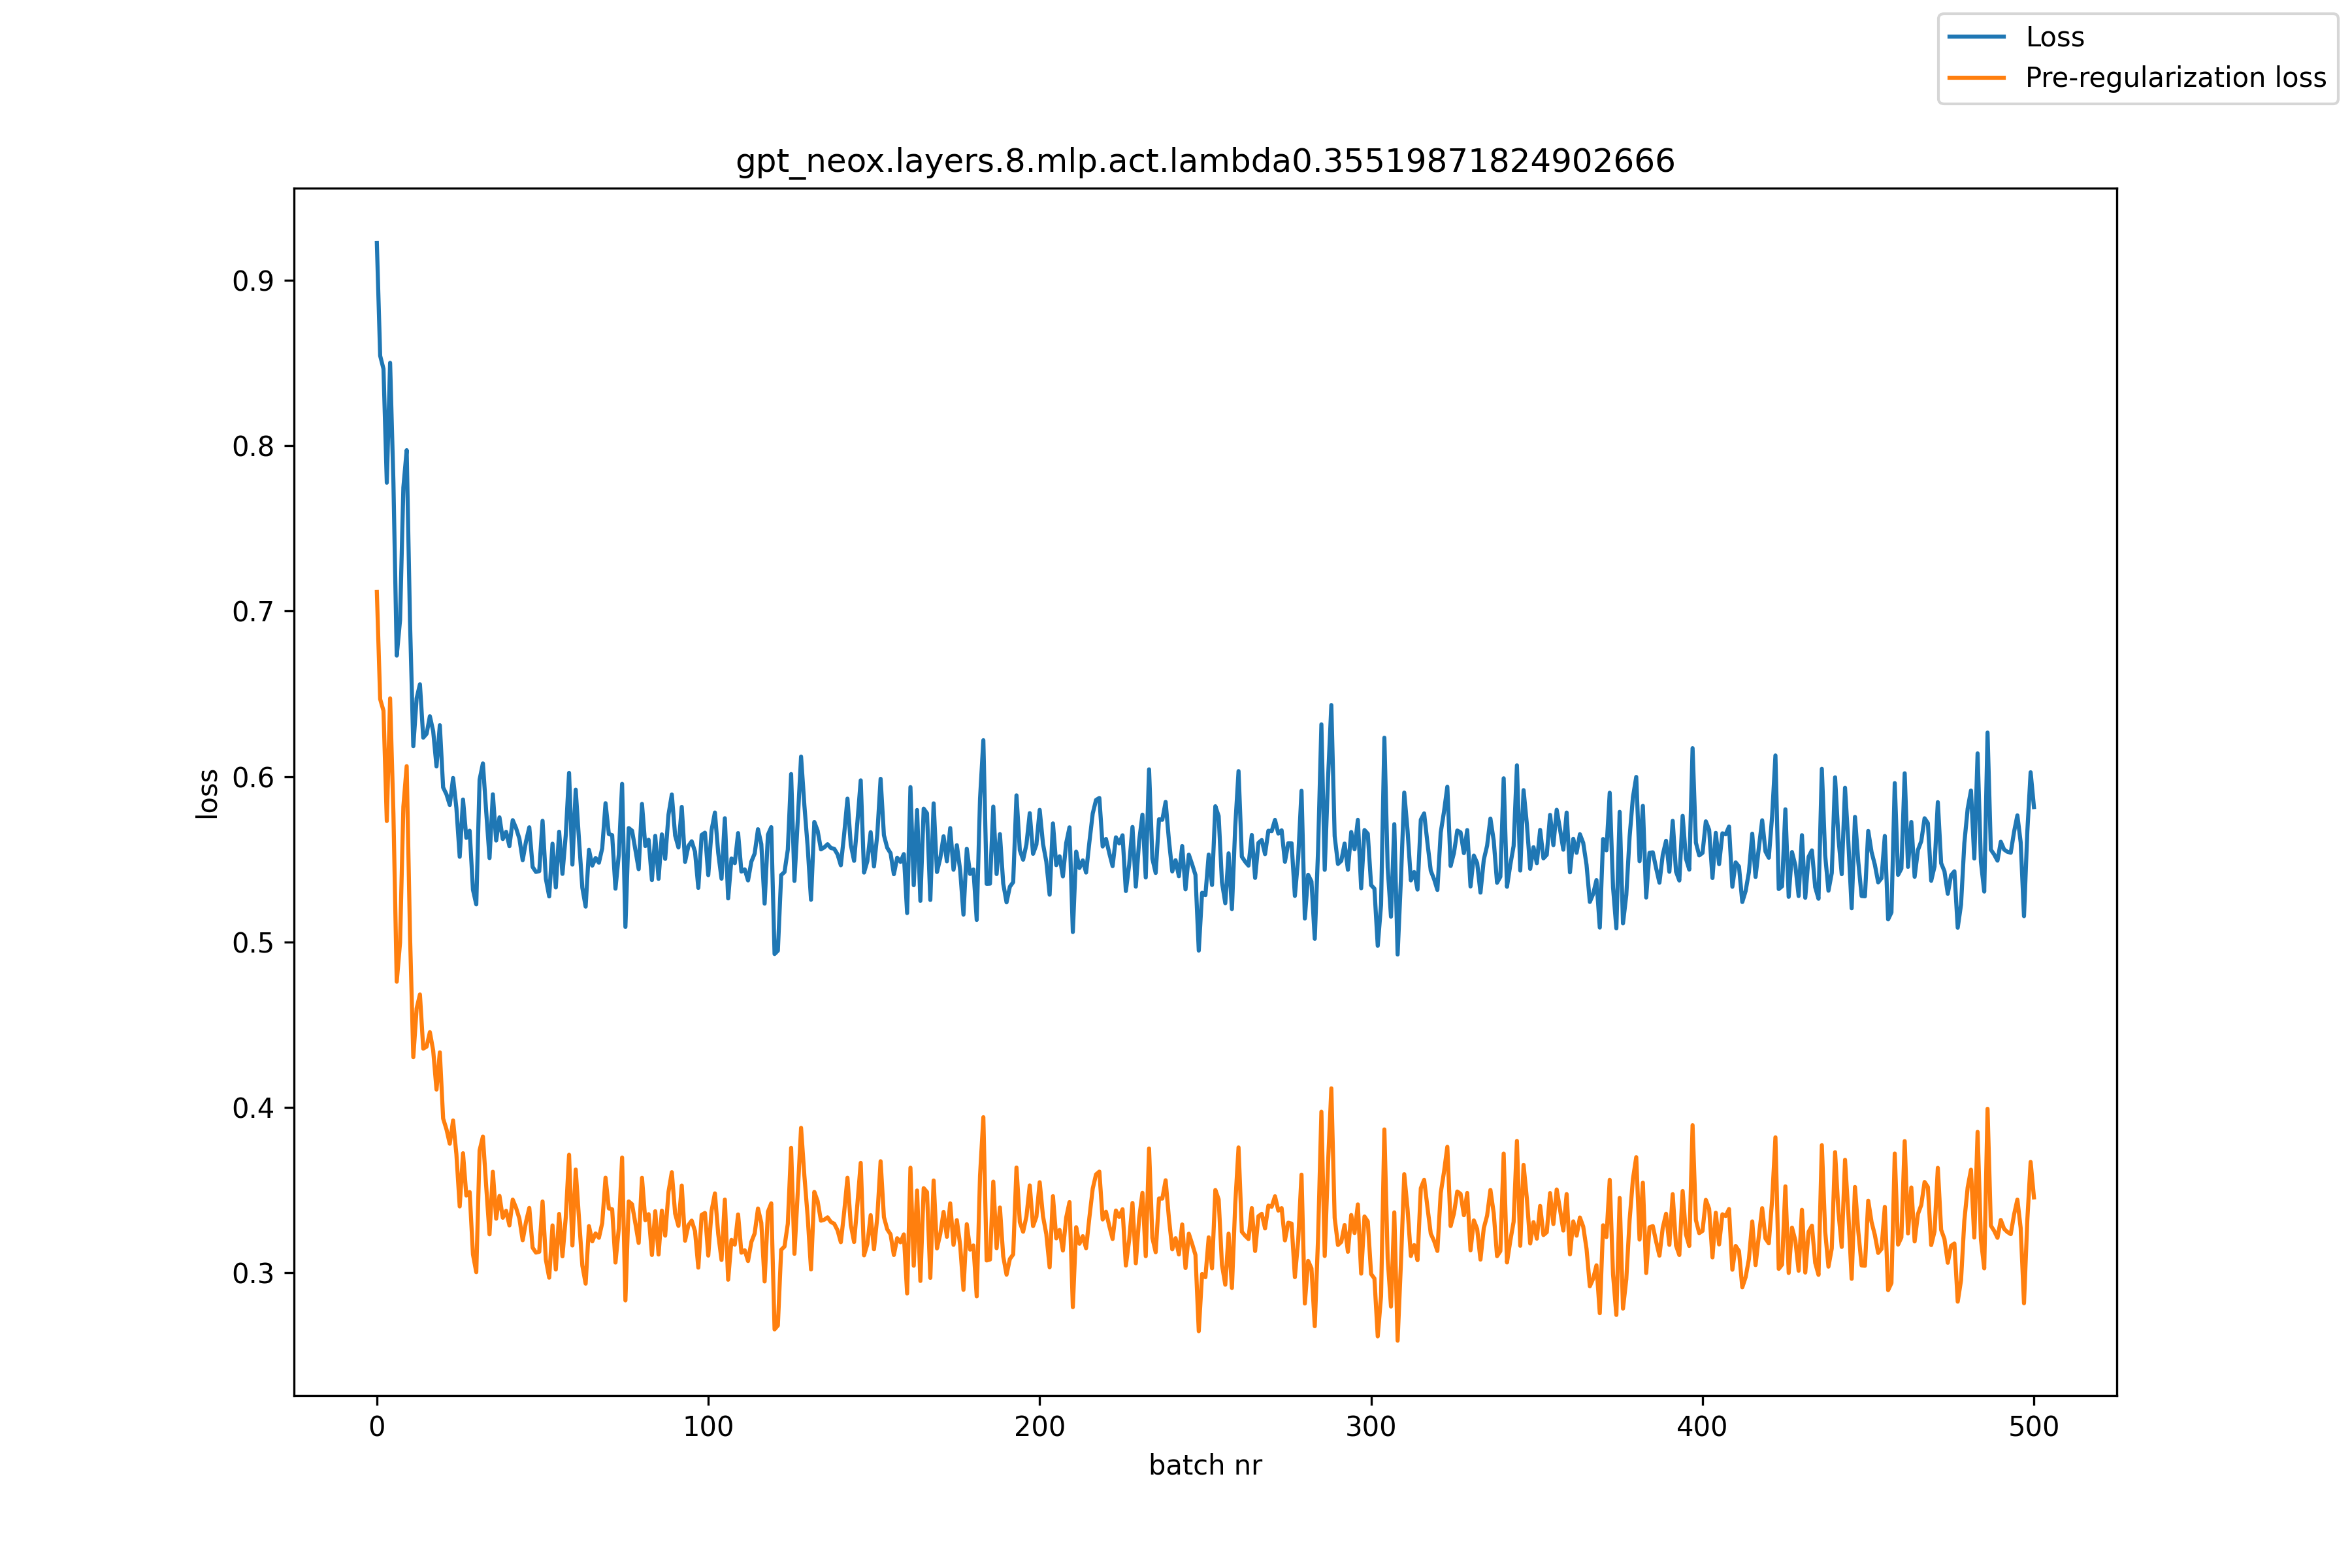 Loss
Pre-regularization loss
gpt_neox.layers.8.mlp.act.lambda0.35519871824902666
0.9
0.8
0.7
0.6
0.5
0.4
0.3
loss
0 100 200 300 400 500
batch nr